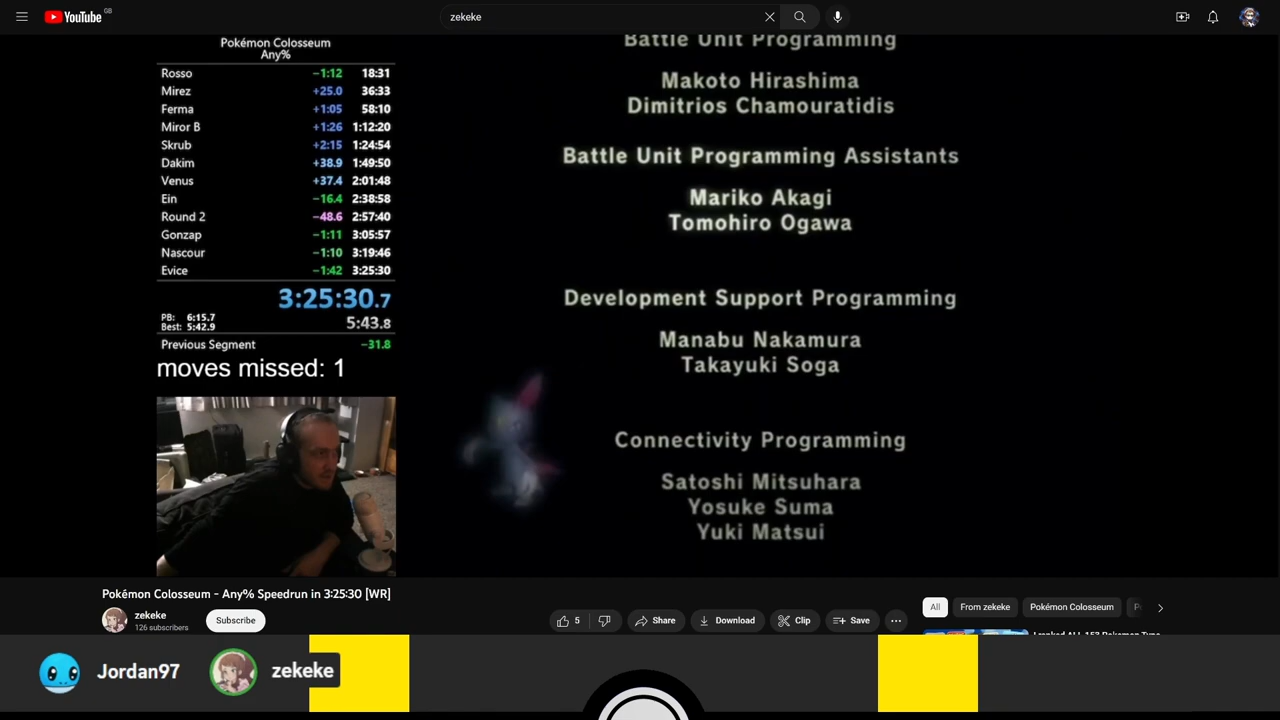 YouTube GB
zekeke
Pokémon Colosseum
Any%
Rosso -1:12 18:31
Mirez +25.0 36:33
Ferma +1:05 58:10
Miror B +1:26 1:12:20
Skrub +2:15 1:24:54
Dakim +38.9 1:49:50
Venus +37.4 2:01:48
Ein -16.4 2:38:58
Round 2 -48.6 2:57:40
Gonzap -1:11 3:05:57
Nascour -1:10 3:19:46
Evice -1:42 3:25:30
3:25:30.7
PB: 6:15.7
Best: 5:42.9
5:43.8
Previous Segment -31.8
moves missed: 1
Battle Unit Programming
Makoto Hirashima
Dimitrios Chamouratidis
Battle Unit Programming Assistants
Mariko Akagi
Tomohiro Ogawa
Development Support Programming
Manabu Nakamura
Takayuki Soga
Connectivity Programming
Satoshi Mitsuhara
Yosuke Suma
Yuki Matsui
Pokémon Colosseum - Any% Speedrun in 3:25:30 [WR]
zekeke
126 subscribers
Subscribe
5
Share
Download
Clip
Save
All
From zekeke
Pokémon Colosseum
Jordan97
zekeke